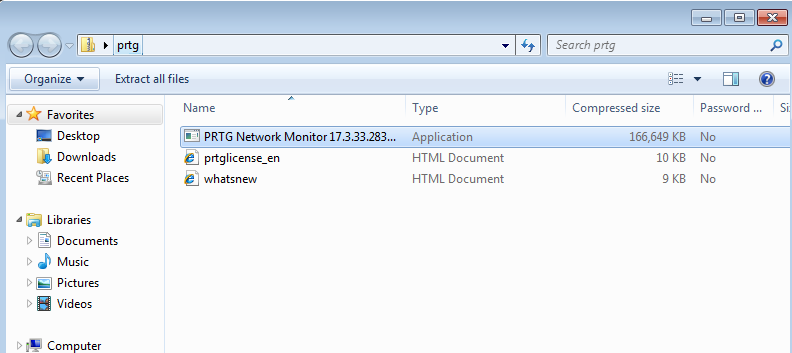 prtg
Search prtg
Organize
Extract all files
Favorites
Desktop
Downloads
Recent Places
Libraries
Documents
Music
Pictures
Videos
Computer
Name Type Compressed size Password ... Si
PRTG Network Monitor 17.3.33.283... Application 166,649 KB No
prtglicense_en HTML Document 10 KB No
whatsnew HTML Document 9 KB No